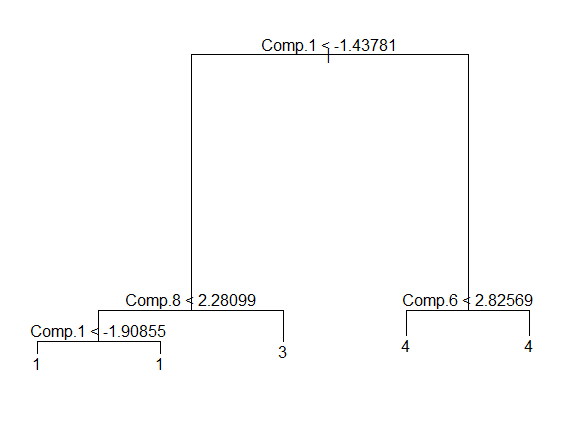 Comp.1 < -1.43781
Comp.8 < 2.28099
Comp.6 < 2.82569
Comp.1 < -1.90855
1
1
3
4
4